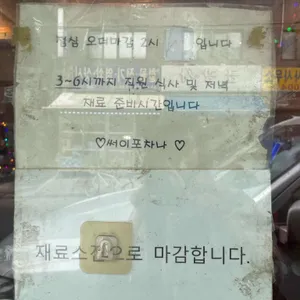 점심 오더마감 2시 입니다
3~6시까지 직원 식사 및 저녁
재료 준비시간입니다
♡써이포차나♡
재료소진으로 마감합니다.